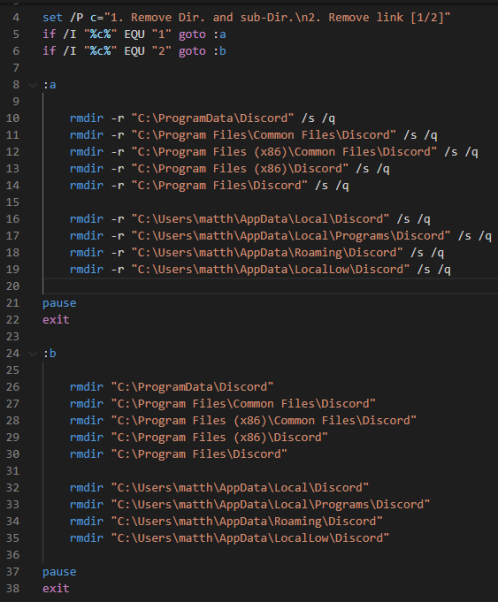 4 set /P c="1. Remove Dir. and sub-Dir.\n2. Remove link [1/2]"
5 if /I "%c%" EQU "1" goto :a
6 if /I "%c%" EQU "2" goto :b
7
8 :a
9
10 rmdir -r "C:\ProgramData\Discord" /s /q
11 rmdir -r "C:\Program Files\Common Files\Discord" /s /q
12 rmdir -r "C:\Program Files (x86)\Common Files\Discord" /s /q
13 rmdir -r "C:\Program Files (x86)\Discord" /s /q
14 rmdir -r "C:\Program Files\Discord" /s /q
15
16 rmdir -r "C:\Users\matth\AppData\Local\Discord" /s /q
17 rmdir -r "C:\Users\matth\AppData\Local\Programs\Discord" /s /q
18 rmdir -r "C:\Users\matth\AppData\Roaming\Discord" /s /q
19 rmdir -r "C:\Users\matth\AppData\LocalLow\Discord" /s /q
20
21 pause
22 exit
23
24 :b
25
26 rmdir "C:\ProgramData\Discord"
27 rmdir "C:\Program Files\Common Files\Discord"
28 rmdir "C:\Program Files (x86)\Common Files\Discord"
29 rmdir "C:\Program Files (x86)\Discord"
30 rmdir "C:\Program Files\Discord"
31
32 rmdir "C:\Users\matth\AppData\Local\Discord"
33 rmdir "C:\Users\matth\AppData\Local\Programs\Discord"
34 rmdir "C:\Users\matth\AppData\Roaming\Discord"
35 rmdir "C:\Users\matth\AppData\LocalLow\Discord"
36
37 pause
38 exit